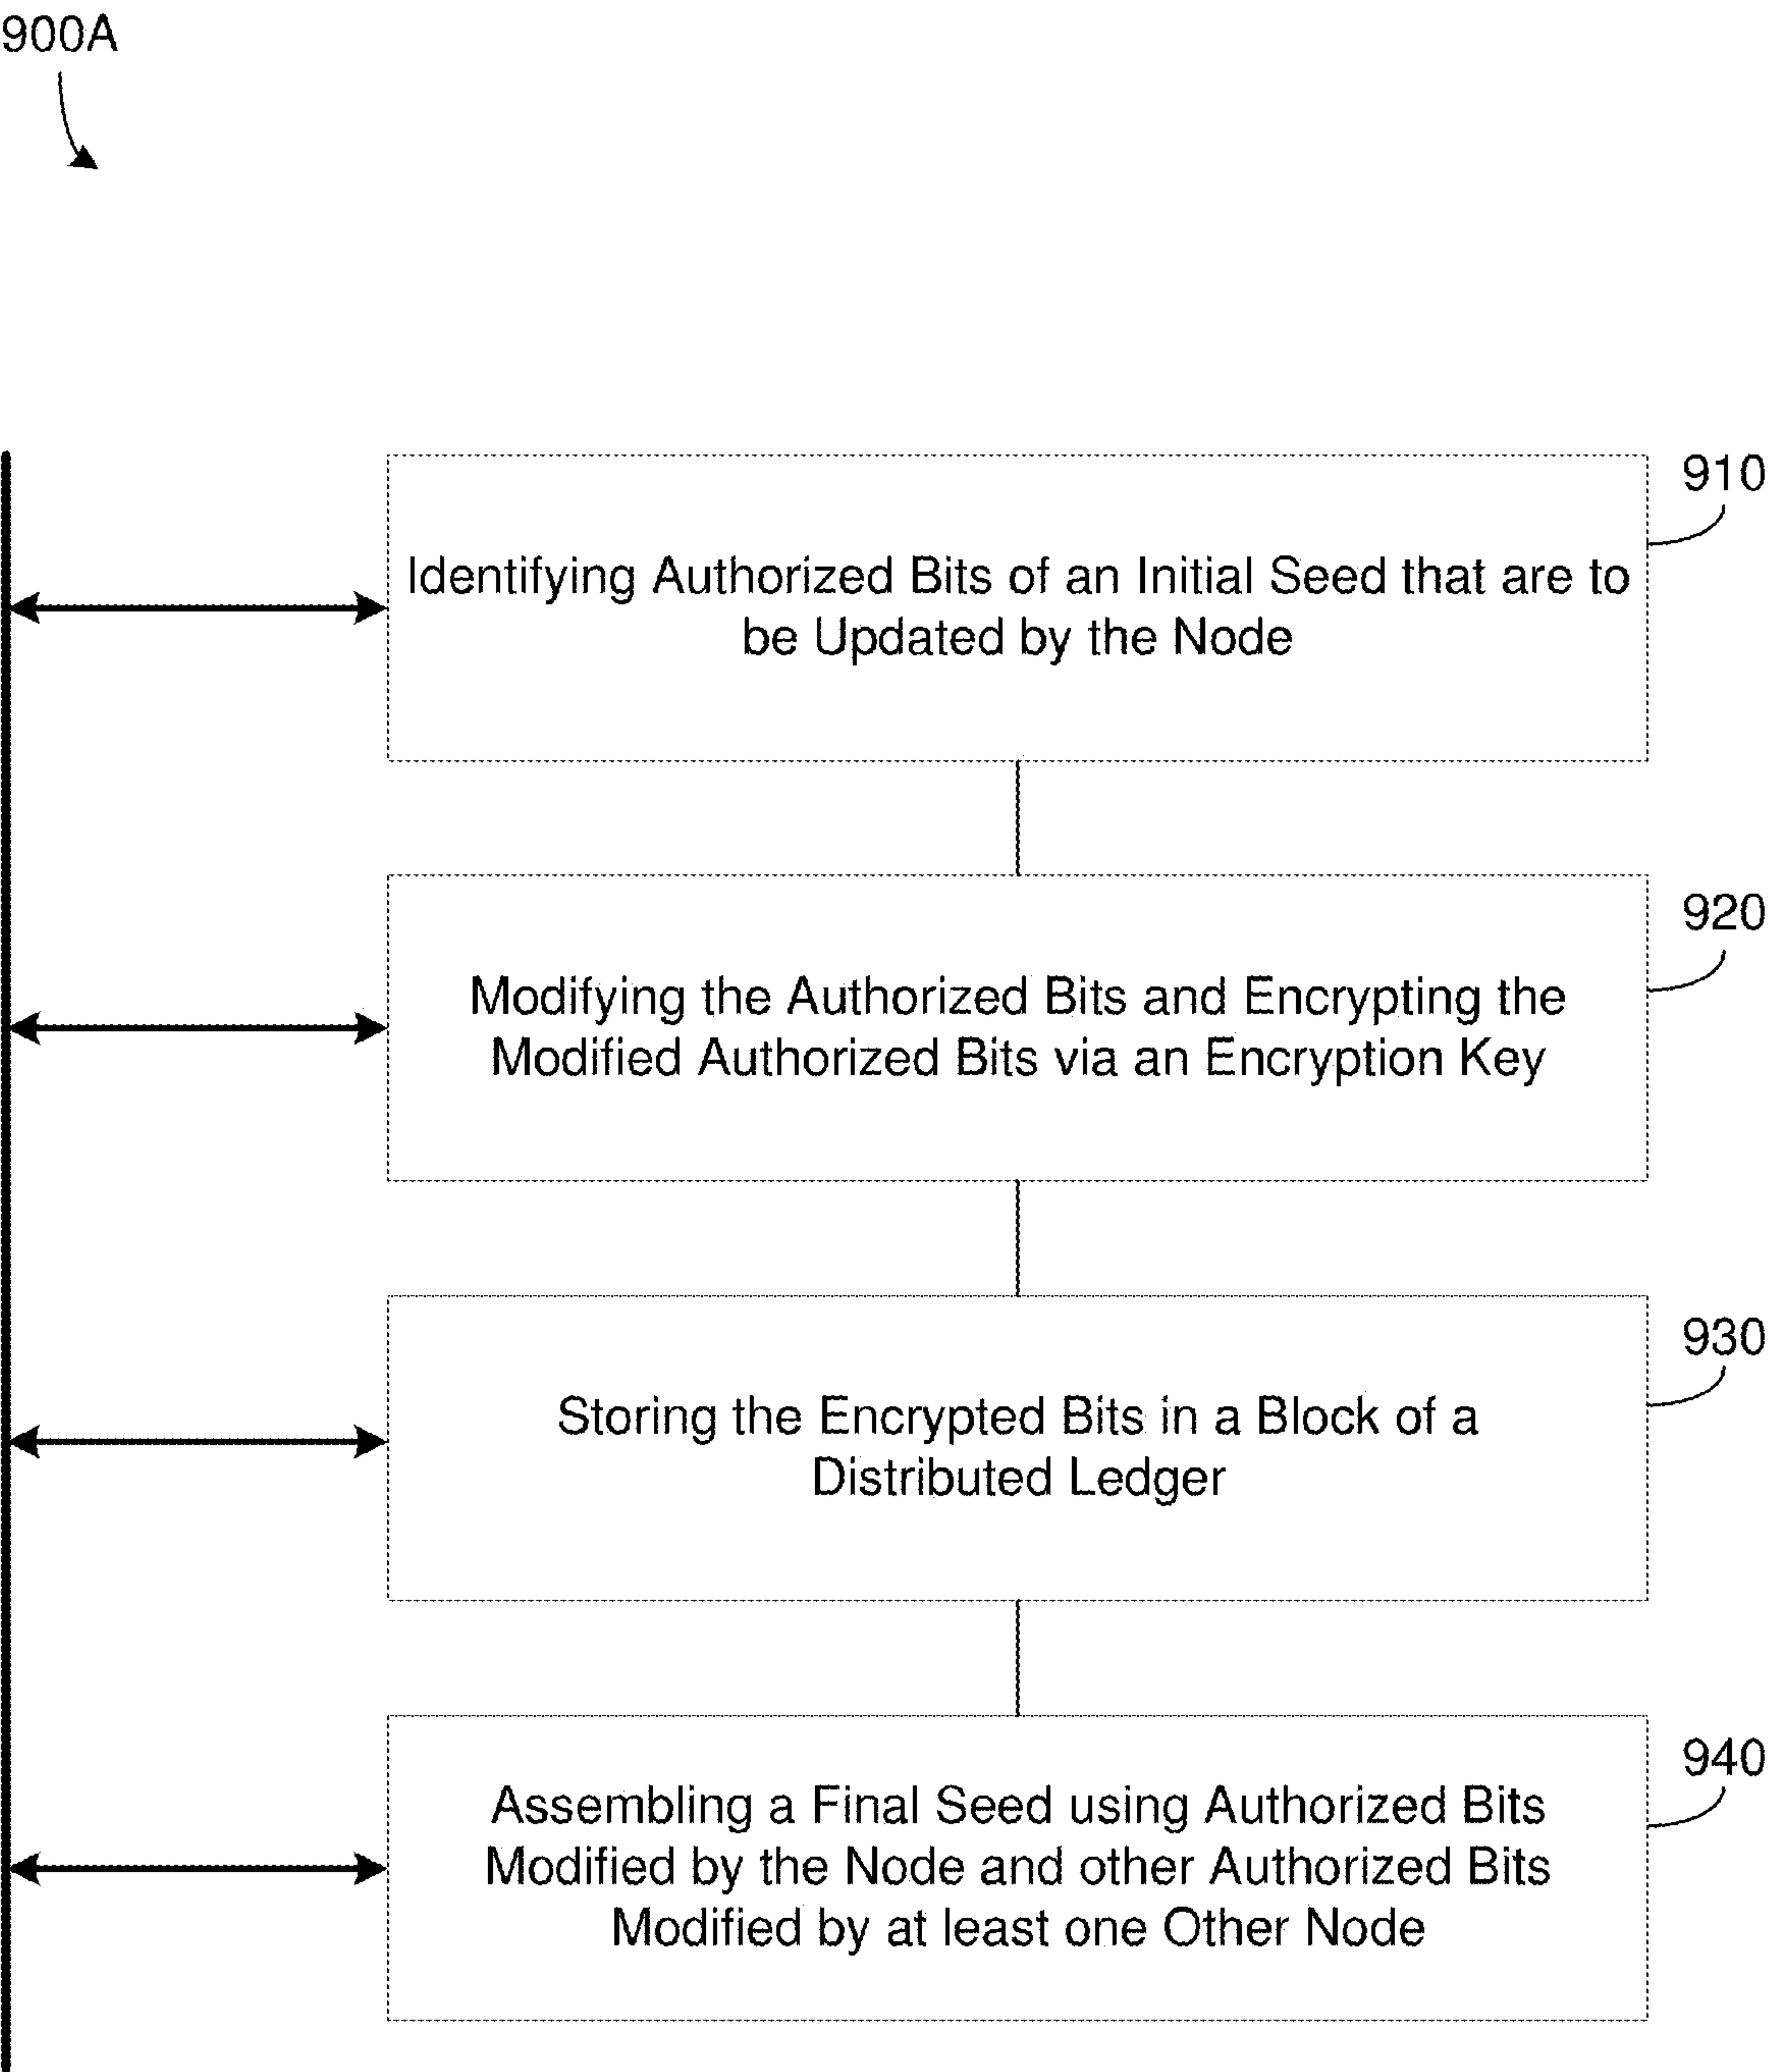 900A
910
Identifying Authorized Bits of an Initial Seed that are to
be Updated by the Node
920
Modifying the Authorized Bits and Encrypting the
Modified Authorized Bits via an Encryption Key
930
Storing the Encrypted Bits in a Block of a
Distributed Ledger
940
Assembling a Final Seed using Authorized Bits
Modified by the Node and other Authorized Bits
Modified by at least one Other Node